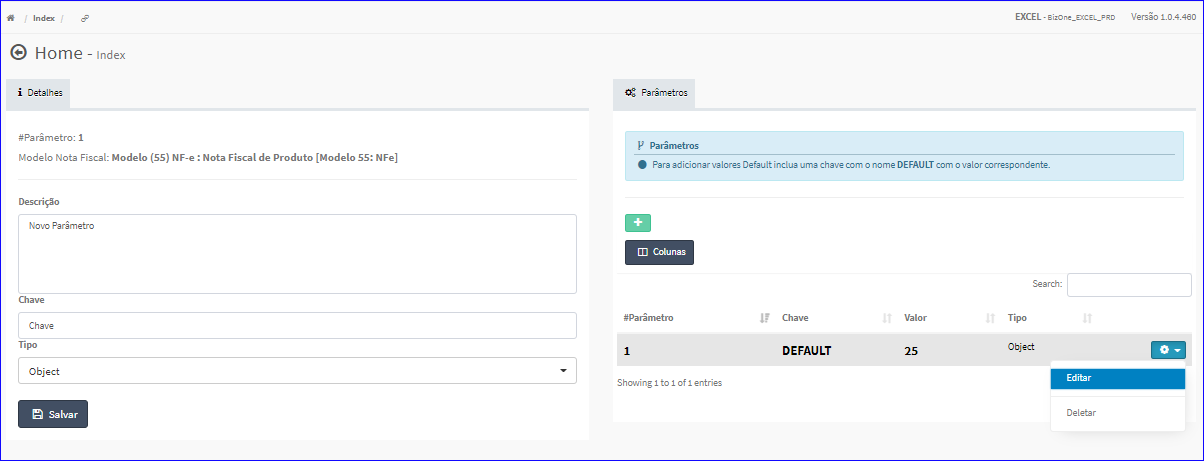 / Index /
EXCEL - BizOne_EXCEL_PRD Versão 1.0.4.460
Home - Index
Detalhes
#Parâmetro: 1
Modelo Nota Fiscal: Modelo (55) NF-e : Nota Fiscal de Produto [Modelo 55: NFe]
Descrição
Novo Parâmetro
Chave
Chave
Tipo
Object
Salvar
Parâmetros
Parâmetros
Para adicionar valores Default inclua uma chave com o nome DEFAULT com o valor correspondente.
+
Colunas
Search:
#Parâmetro Chave Valor Tipo
1 DEFAULT 25 Object
Showing 1 to 1 of 1 entries
Editar
Deletar